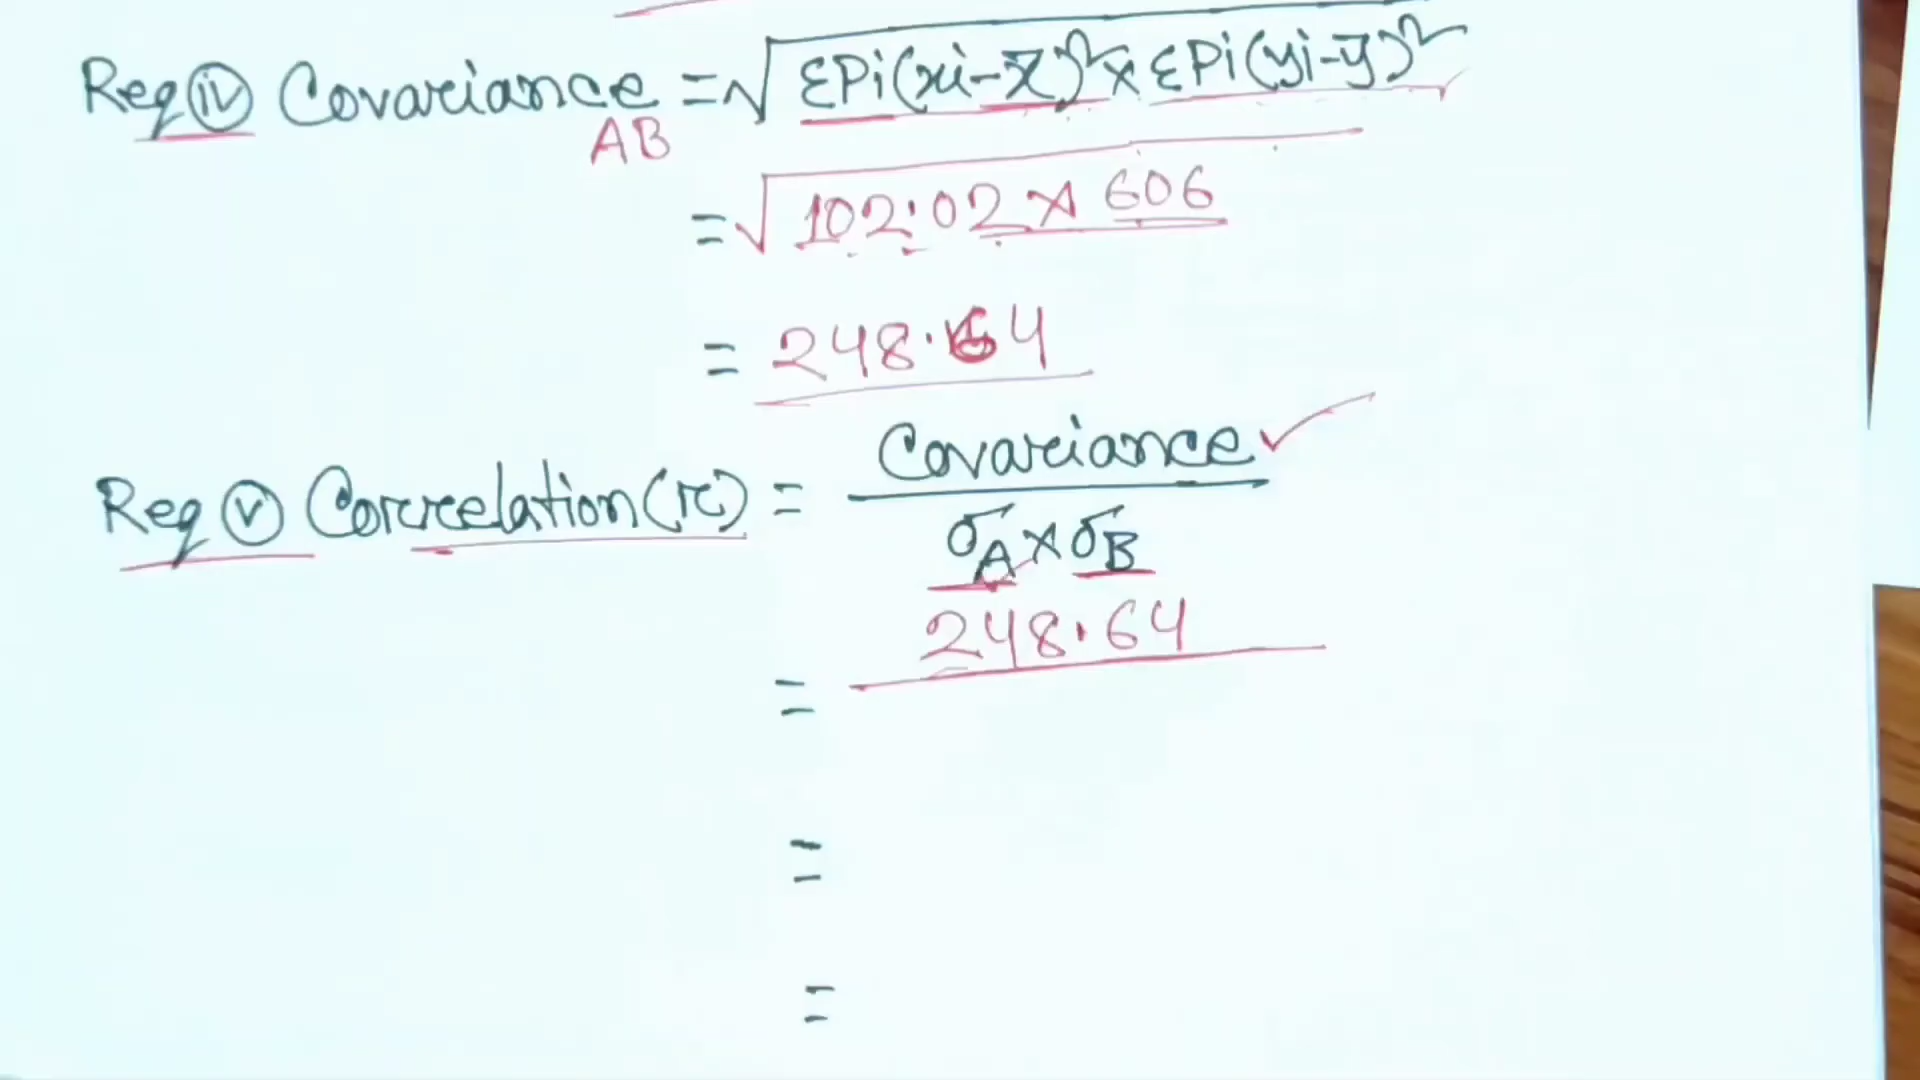 Req (iv) Covariance = √ΣPi(xi-x̄)² × ΣPi(yi-ȳ)²
AB
= √102.02 × 606
= 248.64
Req (v) Correlation (r) = Covariance ✓
σA × σB
= 248.64
=
=